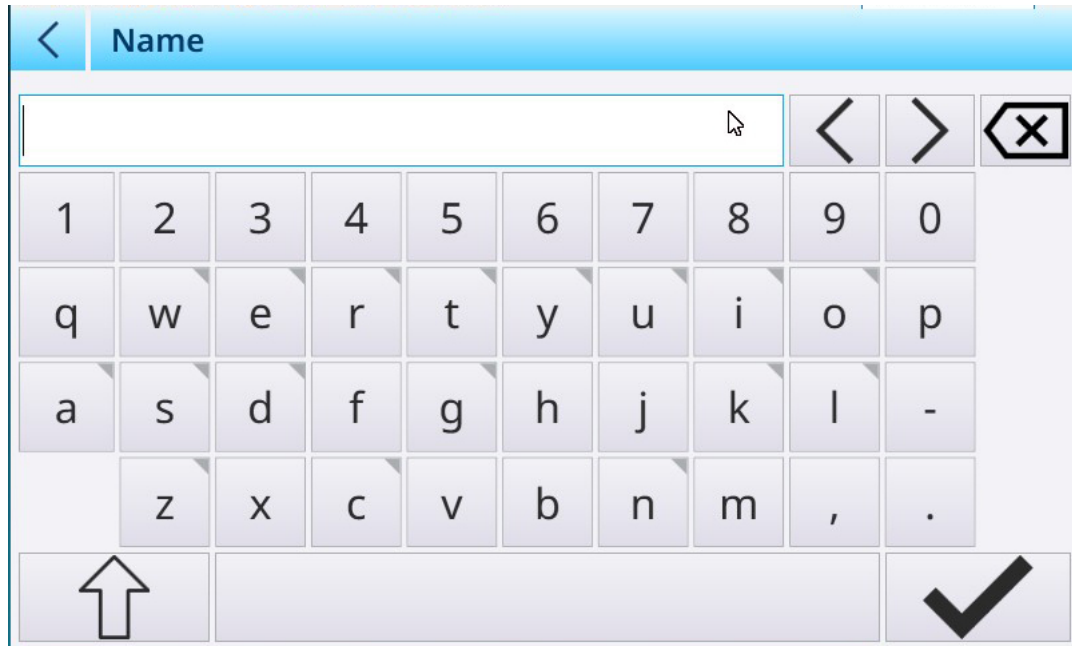 Name
1 2 3 4 5 6 7 8 9 0
q w e r t y u i o p
a s d f g h j k l -
z x c v b n m , .